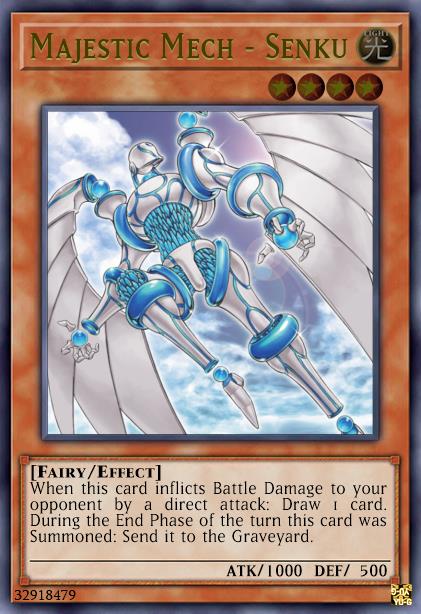 MAJESTIC MECH - SENKU
LIGHT
光
[FAIRY/EFFECT]
When this card inflicts Battle Damage to your
opponent by a direct attack: Draw 1 card.
During the End Phase of the turn this card was
Summoned: Send it to the Graveyard.
ATK/1000 DEF/ 500
32918479